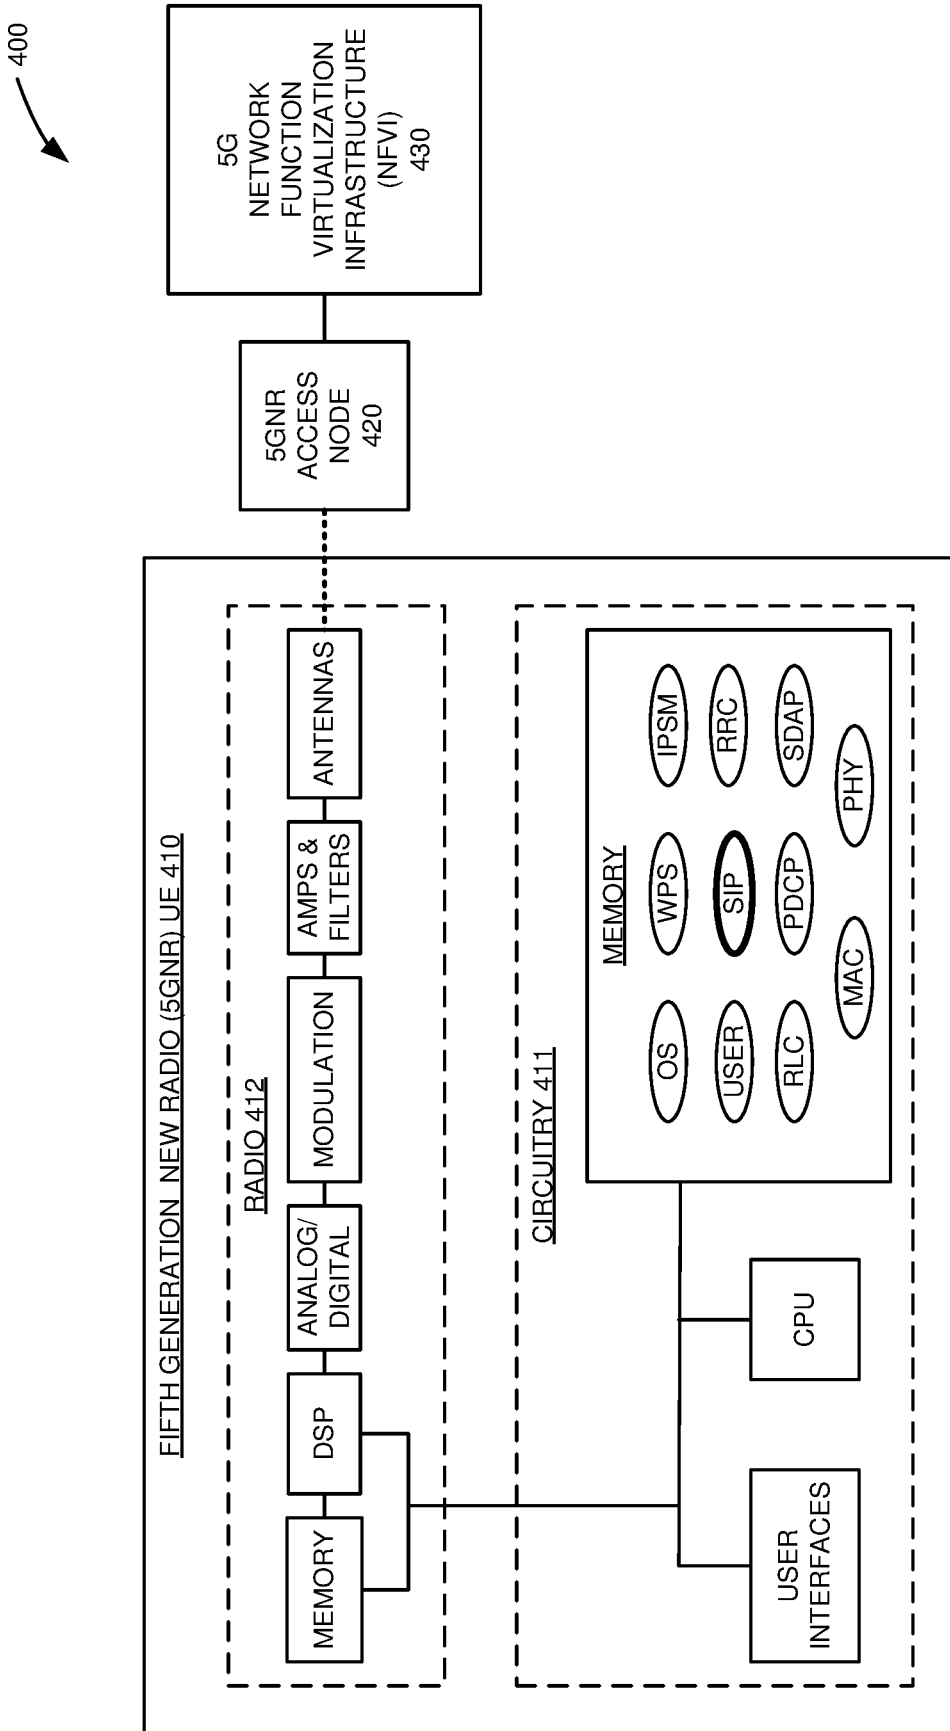 400
FIFTH GENERATION NEW RADIO (5GNR) UE 410
RADIO 412
MEMORY
DSP
ANALOG/
DIGITAL
MODULATION
AMPS &
FILTERS
ANTENNAS
5GNR
ACCESS
NODE
420
5G
NETWORK
FUNCTION
VIRTUALIZATION
INFRASTRUCTURE
(NFVI)
430
CIRCUITRY 411
USER
INTERFACES
CPU
MEMORY
OS
WPS
IPSM
USER
SIP
RRC
RLC
PDCP
SDAP
MAC
PHY